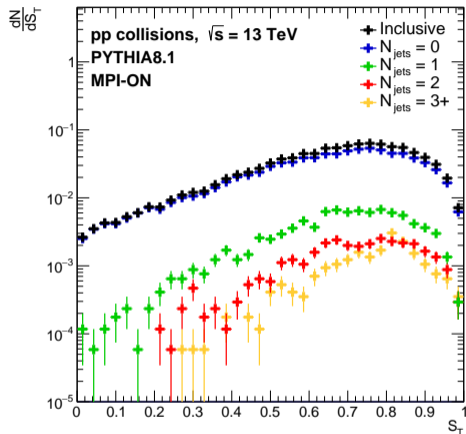 dN
dS_T
pp collisions, √s = 13 TeV
PYTHIA8.1
MPI-ON
Inclusive
N_jets = 0
N_jets = 1
N_jets = 2
N_jets = 3+
1
10⁻¹
10⁻²
10⁻³
10⁻⁴
10⁻⁵
0 0.1 0.2 0.3 0.4 0.5 0.6 0.7 0.8 0.9 1
S_T